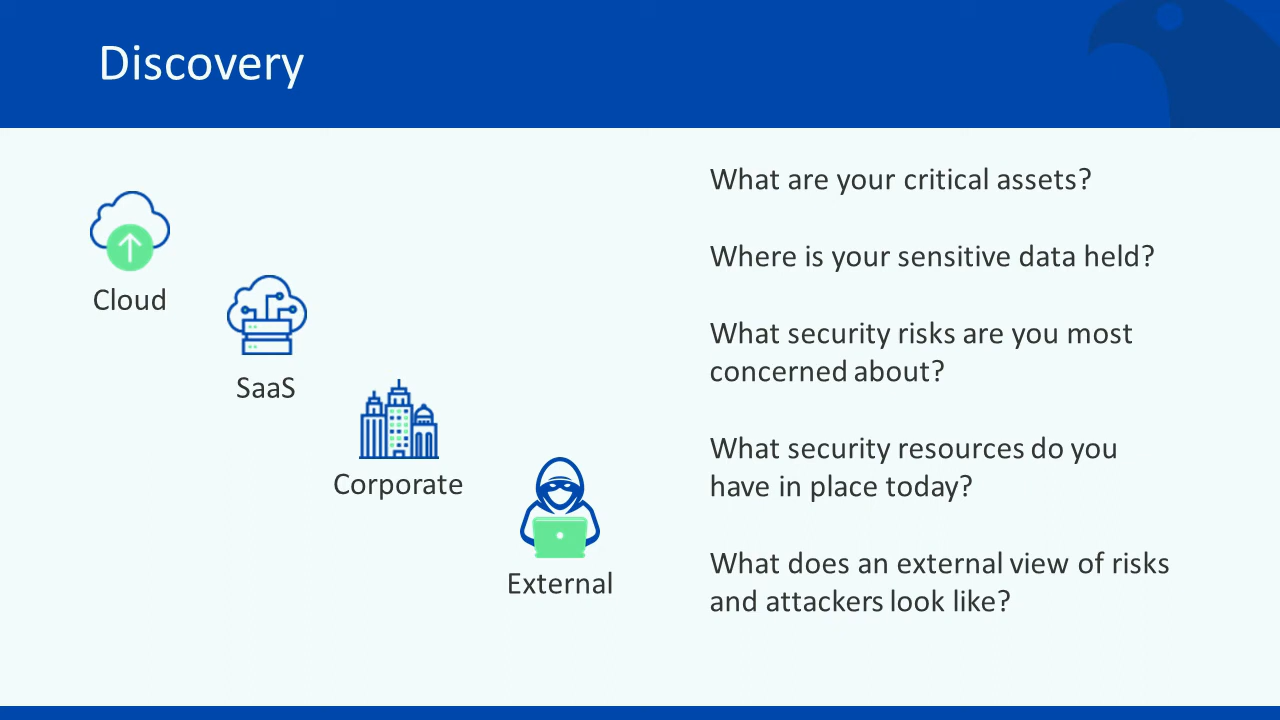 Discovery
Cloud
SaaS
Corporate
External
What are your critical assets?
Where is your sensitive data held?
What security risks are you most
concerned about?
What security resources do you
have in place today?
What does an external view of risks
and attackers look like?